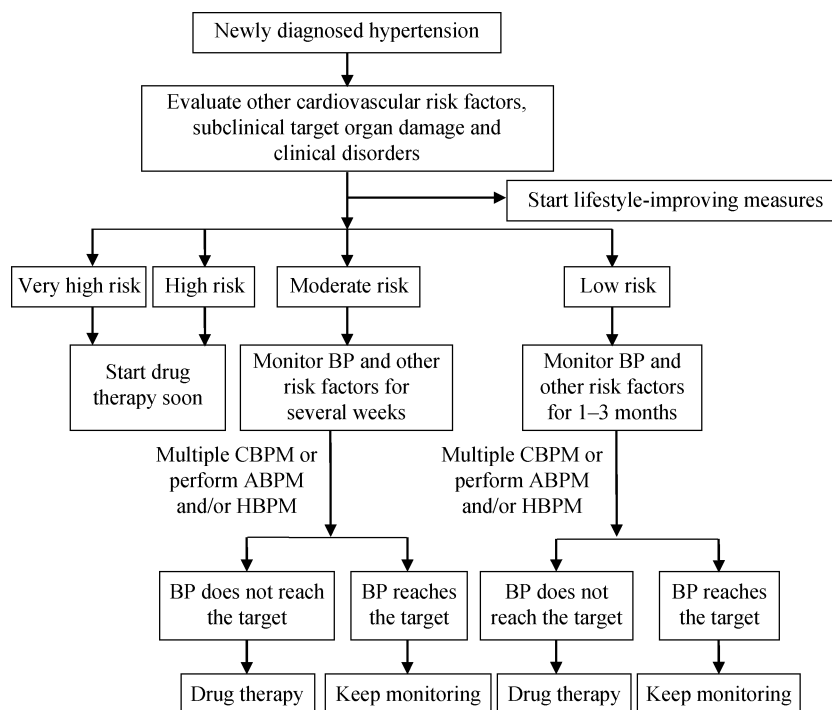 Newly diagnosed hypertension
Evaluate other cardiovascular risk factors,
subclinical target organ damage and
clinical disorders
Start lifestyle-improving measures
Very high risk
High risk
Moderate risk
Low risk
Start drug
therapy soon
Monitor BP and other
risk factors for
several weeks
Monitor BP and
other risk factors
for 1–3 months
Multiple CBPM or
perform ABPM
and/or HBPM
Multiple CBPM or
perform ABPM
and/or HBPM
BP does not reach
the target
BP reaches
the target
BP does not
reach the target
BP reaches
the target
Drug therapy
Keep monitoring
Drug therapy
Keep monitoring